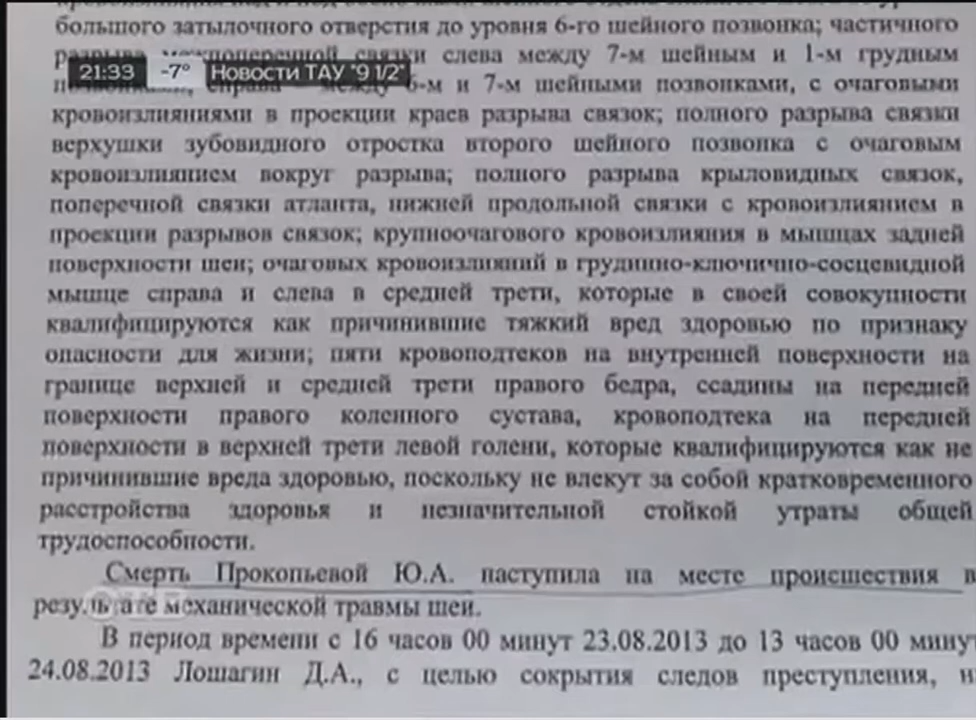 большого затылочного отверстия до уровня 6-го шейного позвонка; частичного
разрыва межпоперечной связки слева между 7-м шейным и 1-м грудным
21:33 -7° Новости ТАУ "9 1/2"
справа между 6-м и 7-м шейными позвонками, с очаговыми
кровоизлияниями в проекции краев разрыва связок; полного разрыва связки
верхушки зубовидного отростка второго шейного позвонка с очаговым
кровоизлиянием вокруг разрыва; полного разрыва крыловидных связок,
поперечной связки атланта, нижней продольной связки с кровоизлиянием в
проекции разрывов связок; крупноочагового кровоизлияния в мышцах задней
поверхности шеи; очаговых кровоизлияний в грудинно-ключично-сосцевидной
мышце справа и слева в средней трети, которые в своей совокупности
квалифицируются как причинившие тяжкий вред здоровью по признаку
опасности для жизни; пяти кровоподтеков на внутренней поверхности на
границе верхней и средней трети правого бедра, ссадины на передней
поверхности правого коленного сустава, кровоподтека на передней
поверхности в верхней трети левой голени, которые квалифицируются как не
причинившие вреда здоровью, поскольку не влекут за собой кратковременного
расстройства здоровья и незначительной стойкой утраты общей
трудоспособности.
Смерть Прокопьевой Ю.А. наступила на месте происшествия в
результате механической травмы шеи.
В период времени с 16 часов 00 минут 23.08.2013 до 13 часов 00 минут
24.08.2013 Лошагин Д.А., с целью сокрытия следов преступления, и